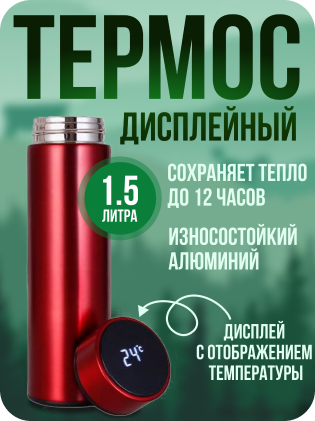 ТЕРМОС
ДИСПЛЕЙНЫЙ
СОХРАНЯЕТ ТЕПЛО
ДО 12 ЧАСОВ
1.5
ЛИТРА
ИЗНОСОСТОЙКИЙ
АЛЮМИНИЙ
ДИСПЛЕЙ
С ОТОБРАЖЕНИЕМ
ТЕМПЕРАТУРЫ
24°C